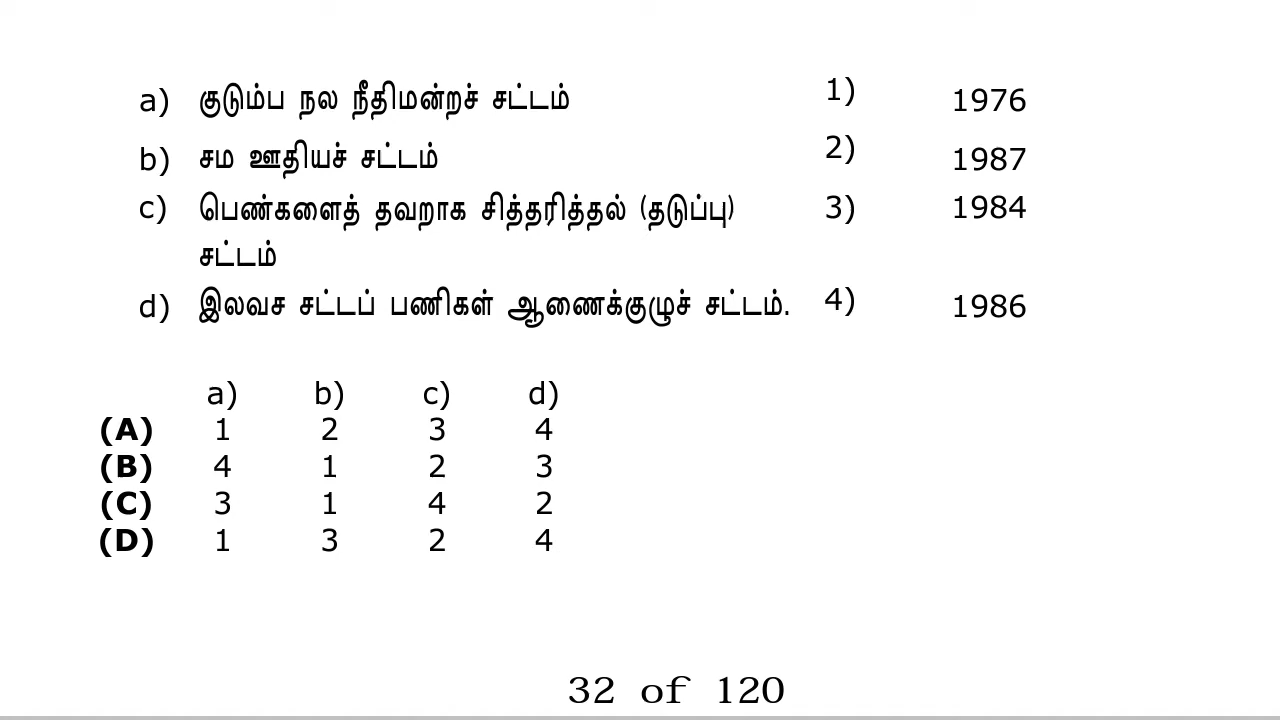 a) குடும்ப நல நீதிமன்றச் சட்டம் 1) 1976
b) சம ஊதியச் சட்டம் 2) 1987
c) பெண்களைத் தவறாக சித்தரித்தல் (தடுப்பு) 3) 1984
சட்டம்
d) இலவச சட்டப் பணிகள் ஆணைக்குழுச் சட்டம். 4) 1986
a) b) c) d)
(A) 1 2 3 4
(B) 4 1 2 3
(C) 3 1 4 2
(D) 1 3 2 4
32 of 120